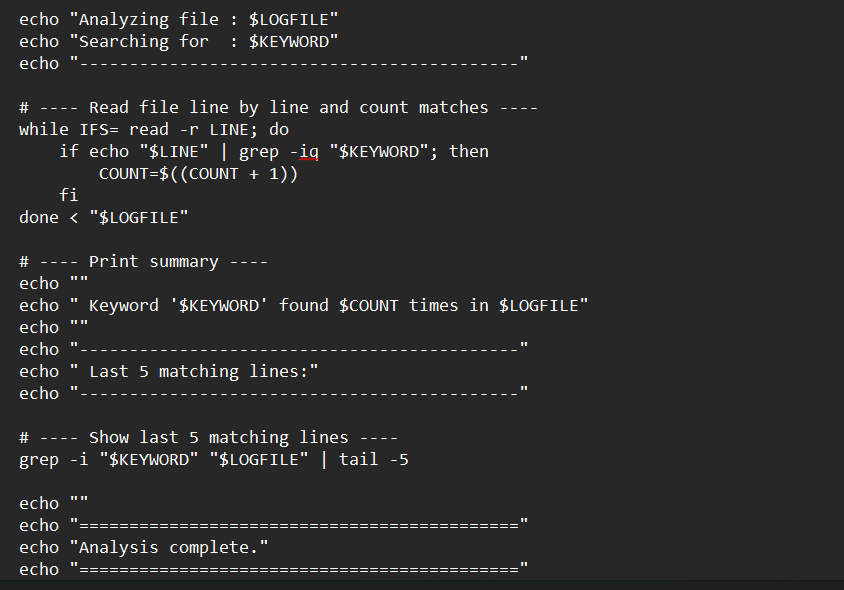 echo "Analyzing file : $LOGFILE"
echo "Searching for  : $KEYWORD"
echo "--------------------------------------------"
# ---- Read file line by line and count matches ----
while IFS= read -r LINE; do
    if echo "$LINE" | grep -iq "$KEYWORD"; then
        COUNT=$((COUNT + 1))
    fi
done < "$LOGFILE"
# ---- Print summary ----
echo ""
echo " Keyword '$KEYWORD' found $COUNT times in $LOGFILE"
echo ""
echo "--------------------------------------------"
echo " Last 5 matching lines:"
echo "--------------------------------------------"
# ---- Show last 5 matching lines ----
grep -i "$KEYWORD" "$LOGFILE" | tail -5
echo ""
echo "============================================"
echo "Analysis complete."
echo "============================================"